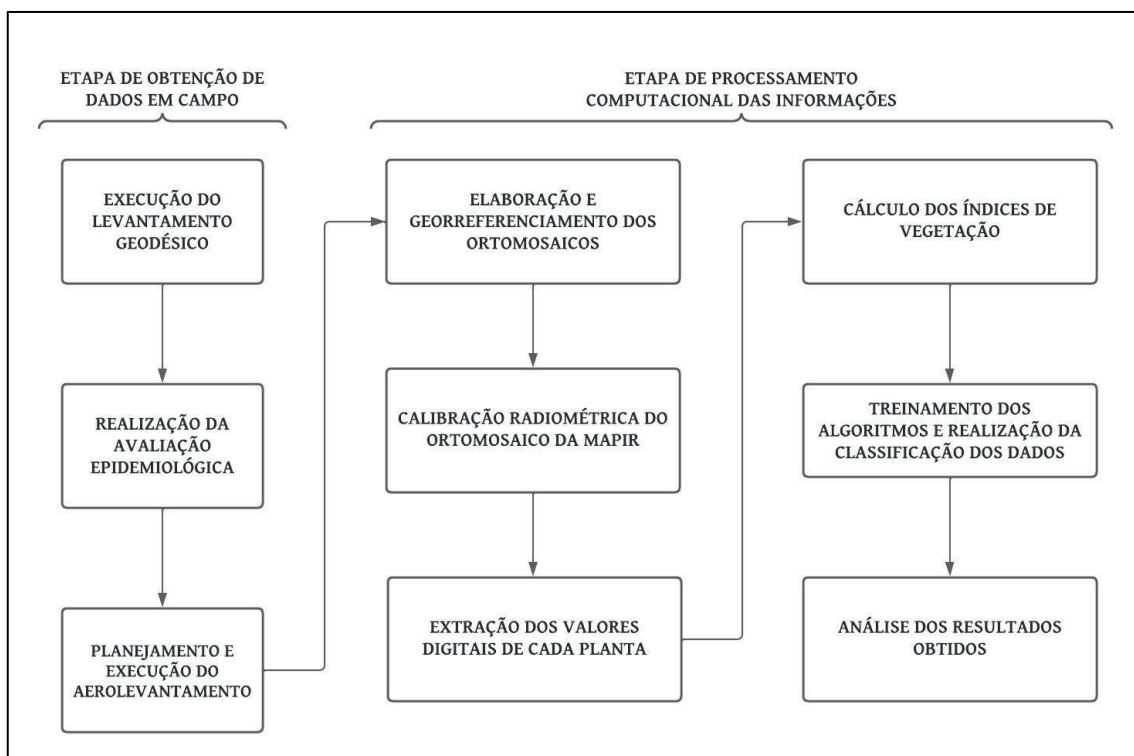 ETAPA DE OBTENÇÃO DE
DADOS EM CAMPO
EXECUÇÃO DO
LEVANTAMENTO
GEODÉSICO
REALIZAÇÃO DA
AVALIAÇÃO
EPIDEMIOLÓGICA
PLANEJAMENTO E
EXECUÇÃO DO
AEROLEVANTAMENTO
ETAPA DE PROCESSAMENTO
COMPUTACIONAL DAS INFORMAÇÕES
ELABORAÇÃO E
GEORREFERENCIAMENTO DOS
ORTOMOSAICOS
CALIBRAÇÃO RADIOMÉTRICA DO
ORTOMOSAICO DA MAPIR
EXTRAÇÃO DOS VALORES
DIGITAIS DE CADA PLANTA
CÁLCULO DOS ÍNDICES DE
VEGETAÇÃO
TREINAMENTO DOS
ALGORITMOS E REALIZAÇÃO DA
CLASSIFICAÇÃO DOS DADOS
ANÁLISE DOS RESULTADOS
OBTIDOS